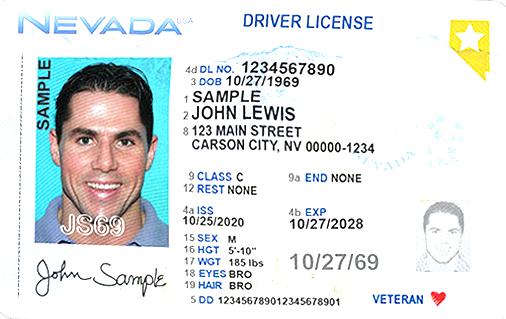 NEVADA USA DRIVER LICENSE
SAMPLE
4d DL NO. 1234567890
3 DOB 10/27/1969
1 SAMPLE
2 JOHN LEWIS
8 123 MAIN STREET
CARSON CITY, NV 00000-1234
NEVADA
9 CLASS C 9a END NONE
12 REST NONE
4a ISS 4b EXP
10/25/2020 10/27/2028
JS69
15 SEX M
16 HGT 5'-10"
17 WGT 185 lbs 10/27/69
18 EYES BRO
19 HAIR BRO
John Sample
5 DD 123456789012345678901 VETERAN